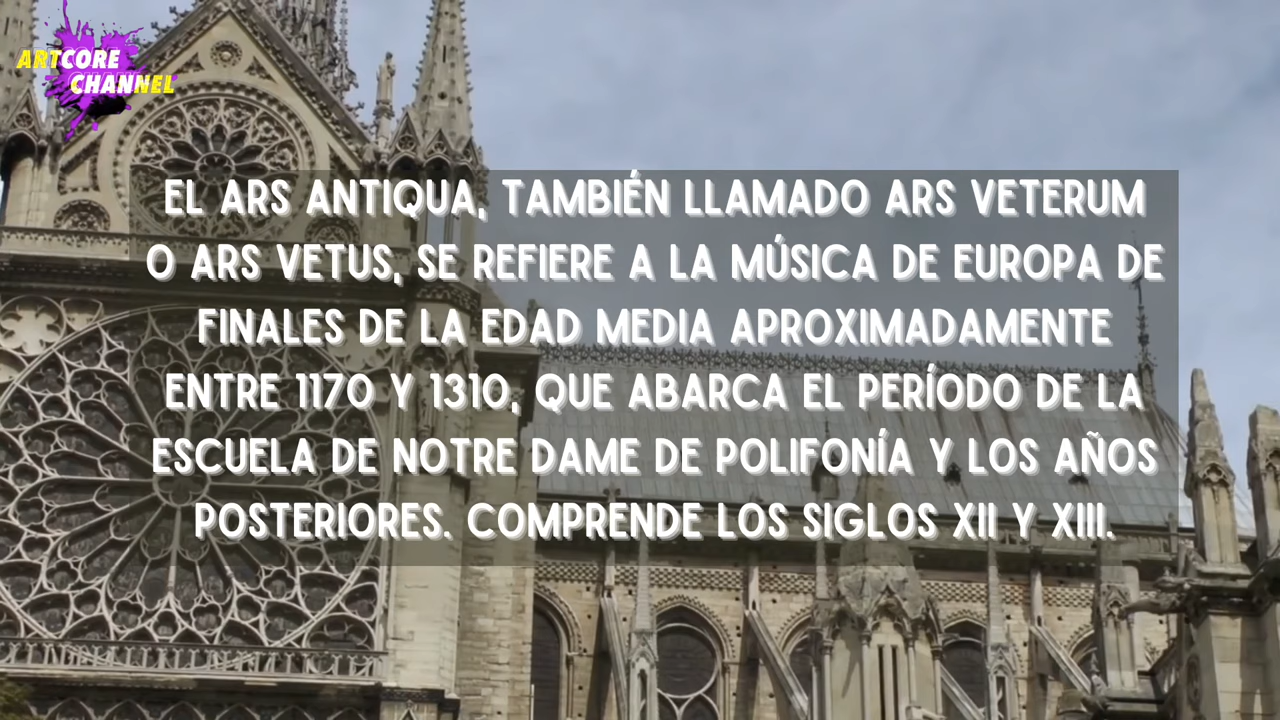 ARTCORE
CHANNEL
EL ARS ANTIQUA, TAMBIÉN LLAMADO ARS VETERUM
O ARS VETUS, SE REFIERE A LA MÚSICA DE EUROPA DE
FINALES DE LA EDAD MEDIA APROXIMADAMENTE
ENTRE 1170 Y 1310, QUE ABARCA EL PERÍODO DE LA
ESCUELA DE NOTRE DAME DE POLIFONÍA Y LOS AÑOS
POSTERIORES. COMPRENDE LOS SIGLOS XII Y XIII.